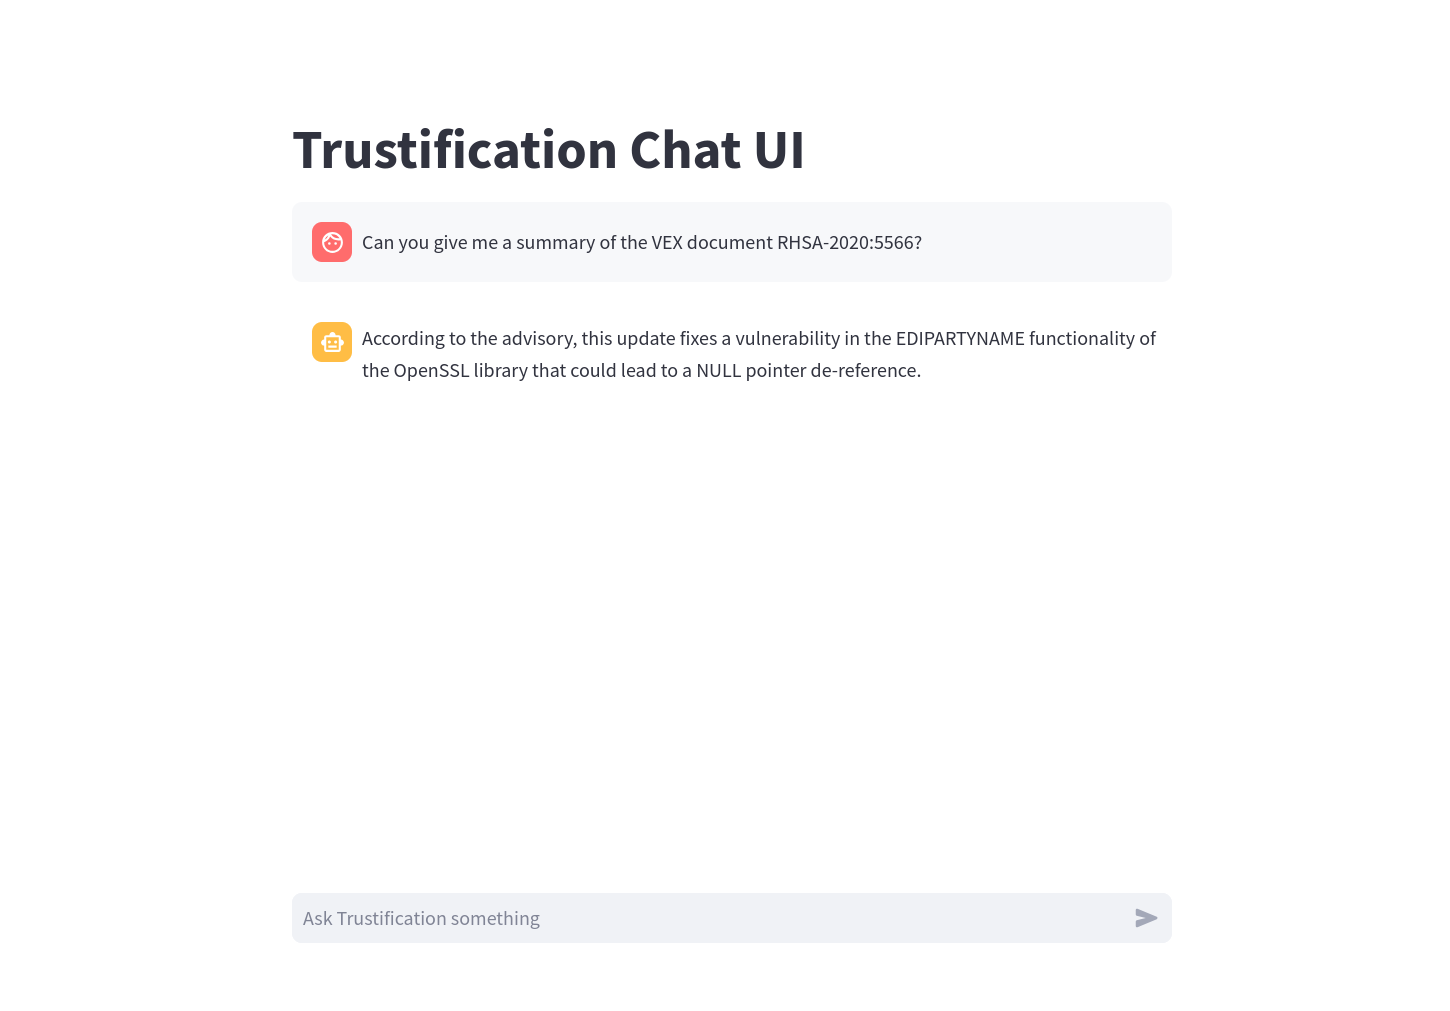 Trustification Chat UI
Can you give me a summary of the VEX document RHSA-2020:5566?
According to the advisory, this update fixes a vulnerability in the EDIPARTYNAME functionality of
the OpenSSL library that could lead to a NULL pointer de-reference.
Ask Trustification something